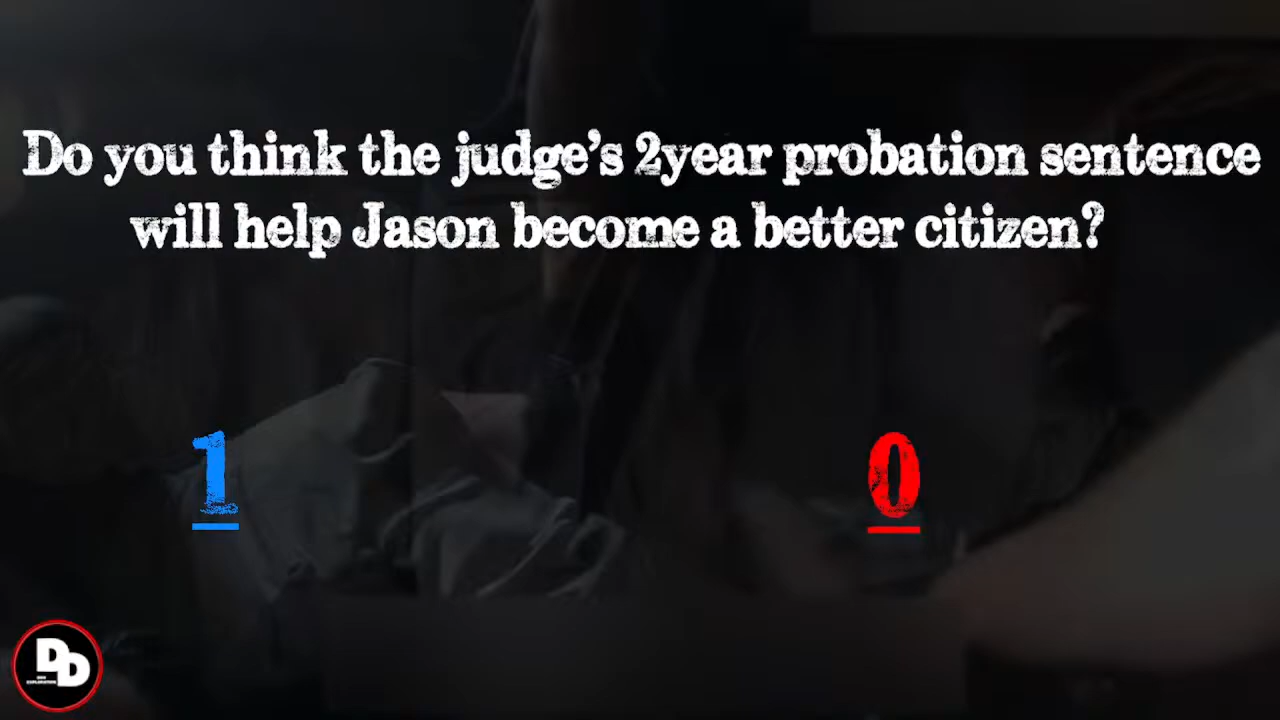 Do you think the judge's 2year probation sentence
will help Jason become a better citizen?
1 0
DD